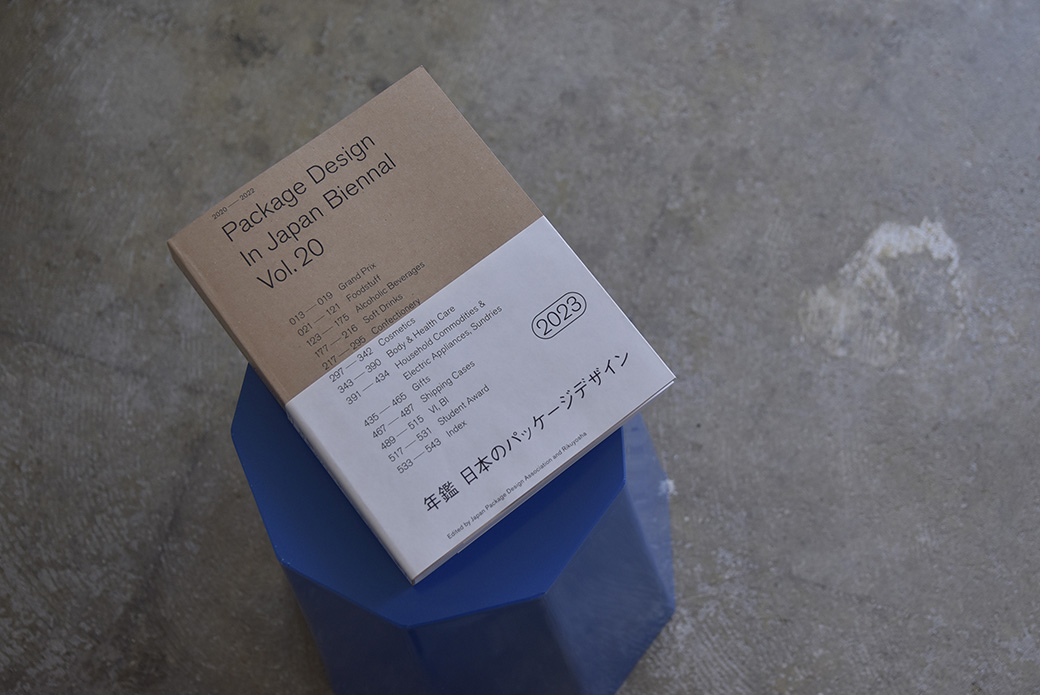 2020 — 2022
Package Design
In Japan Biennal
Vol. 20
013 — 019 Grand Prix
021 — 121 Foodstuff
123 — 175 Alcoholic Beverages
177 — 216 Soft Drinks
217 — 295 Confectionery
297 — 342 Cosmetics
343 — 390 Body & Health Care
391 — 434 Household Commodities &
Electric Appliances, Sundries
435 — 465 Gifts
467 — 487 Shipping Cases
489 — 515 VI, BI
517 — 531 Student Award
533 — 543 Index
2023
年鑑 日本のパッケージデザイン
Edited by Japan Package Design Association and Rikuyosha